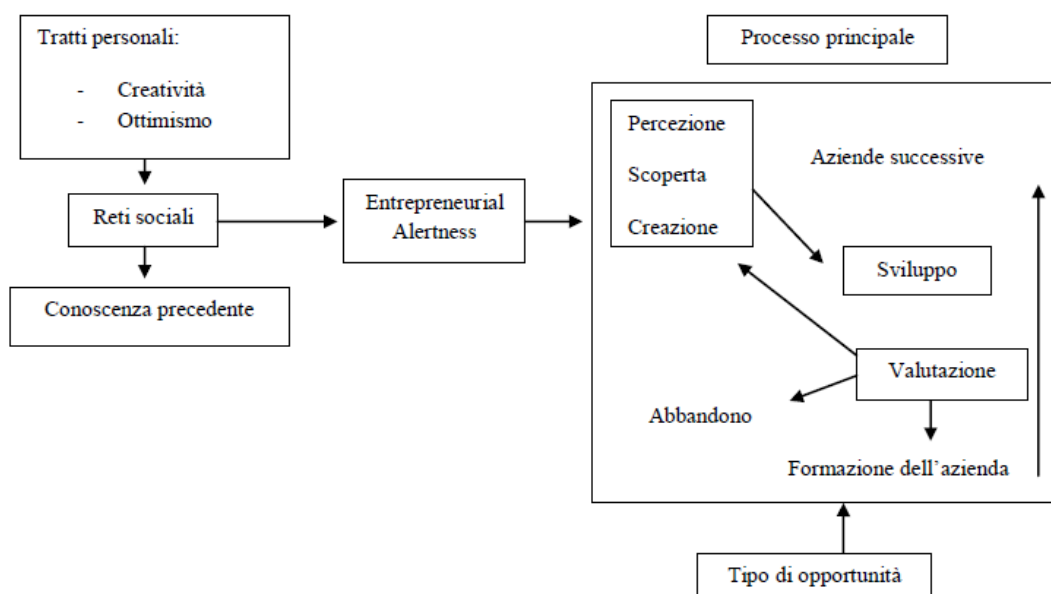 Tratti personali:
- Creatività
- Ottimismo
Reti sociali
Conoscenza precedente
Entrepreneurial
Alertness
Processo principale
Percezione
Scoperta
Creazione
Aziende successive
Sviluppo
Valutazione
Abbandono
Formazione dell’azienda
Tipo di opportunità